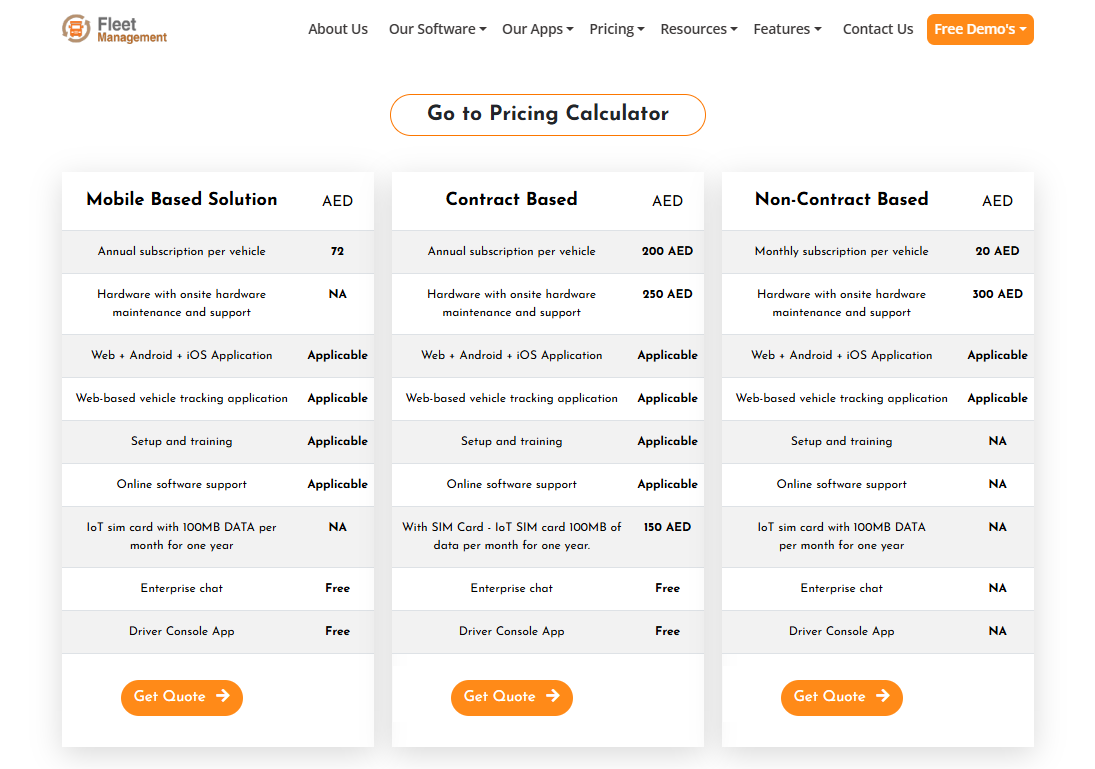 Fleet
Management
About Us Our Software Our Apps Pricing Resources Features Contact Us Free Demo's
Go to Pricing Calculator
Mobile Based Solution AED
Annual subscription per vehicle 72
Hardware with onsite hardware NA
maintenance and support
Web + Android + iOS Application Applicable
Web-based vehicle tracking application Applicable
Setup and training Applicable
Online software support Applicable
IoT sim card with 100MB DATA per NA
month for one year
Enterprise chat Free
Driver Console App Free
Get Quote
Contract Based AED
Annual subscription per vehicle 200 AED
Hardware with onsite hardware 250 AED
maintenance and support
Web + Android + iOS Application Applicable
Web-based vehicle tracking application Applicable
Setup and training Applicable
Online software support Applicable
With SIM Card - IoT SIM card 100MB of 150 AED
data per month for one year.
Enterprise chat Free
Driver Console App Free
Get Quote
Non-Contract Based AED
Monthly subscription per vehicle 20 AED
Hardware with onsite hardware 300 AED
maintenance and support
Web + Android + iOS Application Applicable
Web-based vehicle tracking application Applicable
Setup and training NA
Online software support NA
IoT sim card with 100MB DATA NA
per month for one year
Enterprise chat NA
Driver Console App NA
Get Quote